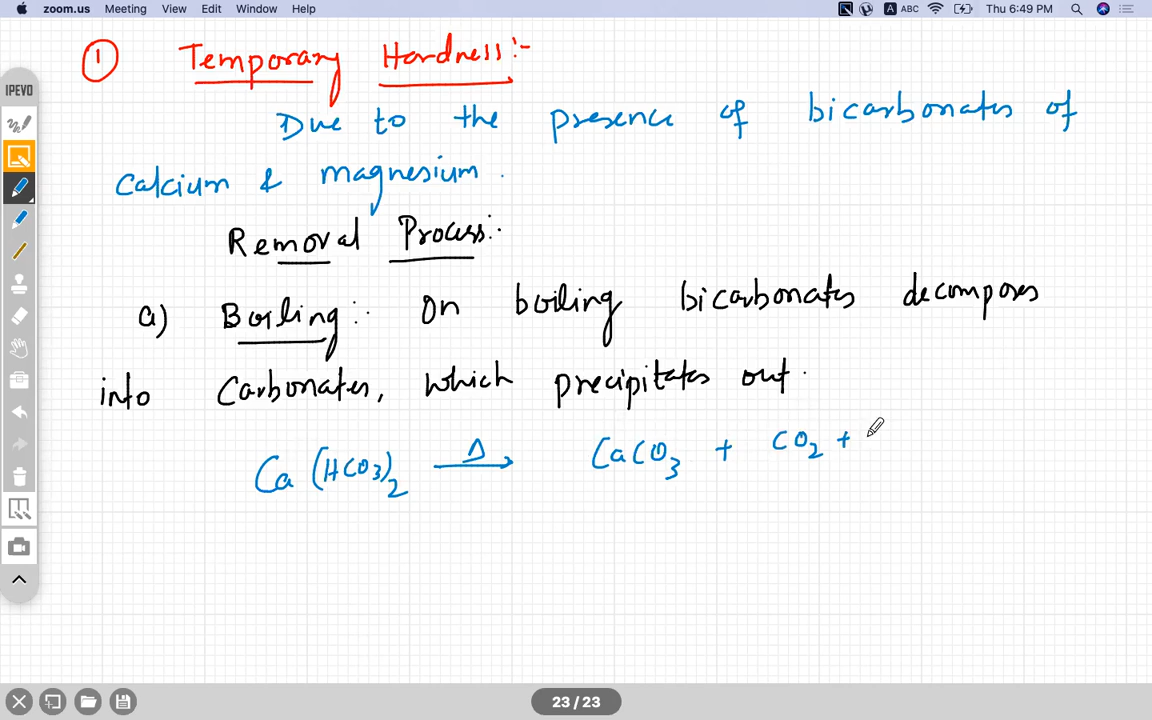 zoom.us Meeting View Edit Window Help A ABC Thu 6:49 PM
① Temporary Hardness:-
IPEVO
Due to the presence of bicarbonates of
Calcium & magnesium.
Removal Process:-
a) Boiling:- On boiling bicarbonates decomposes
into Carbonates, which precipitates out.
Ca(HCO3)2 Δ→ CaCO3 + CO2 +
23 / 23